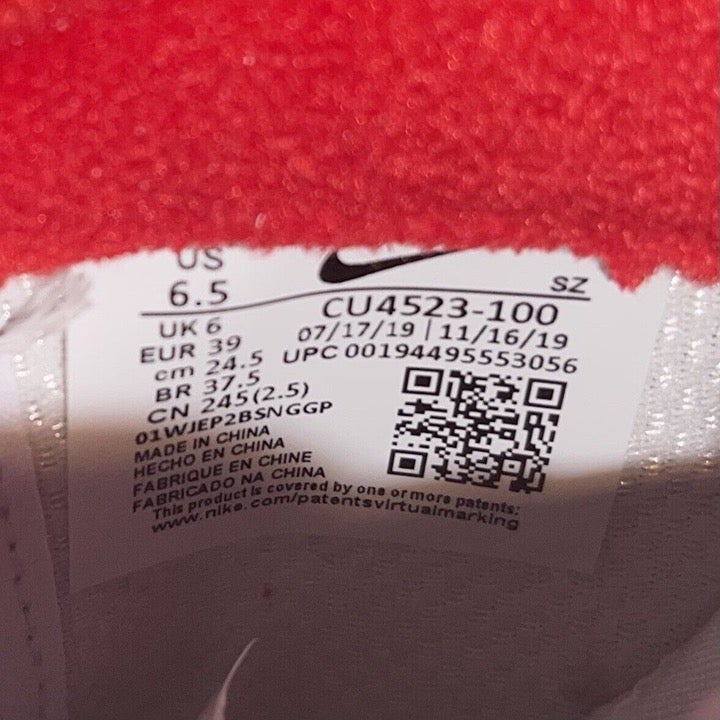 US
6.5
SZ
UK 6
EUR 39
cm 24.5
BR 37.5
CN 245(2.5)
01WJEP2BSNGGP
CU4523-100
07/17/19 | 11/16/19
UPC 00194495553056
MADE IN CHINA
HECHO EN CHINA
FABRIQUE EN CHINE
FABRICADO NA CHINA
This product is covered by one or more patents:
www.nike.com/patentsvirtualmarking